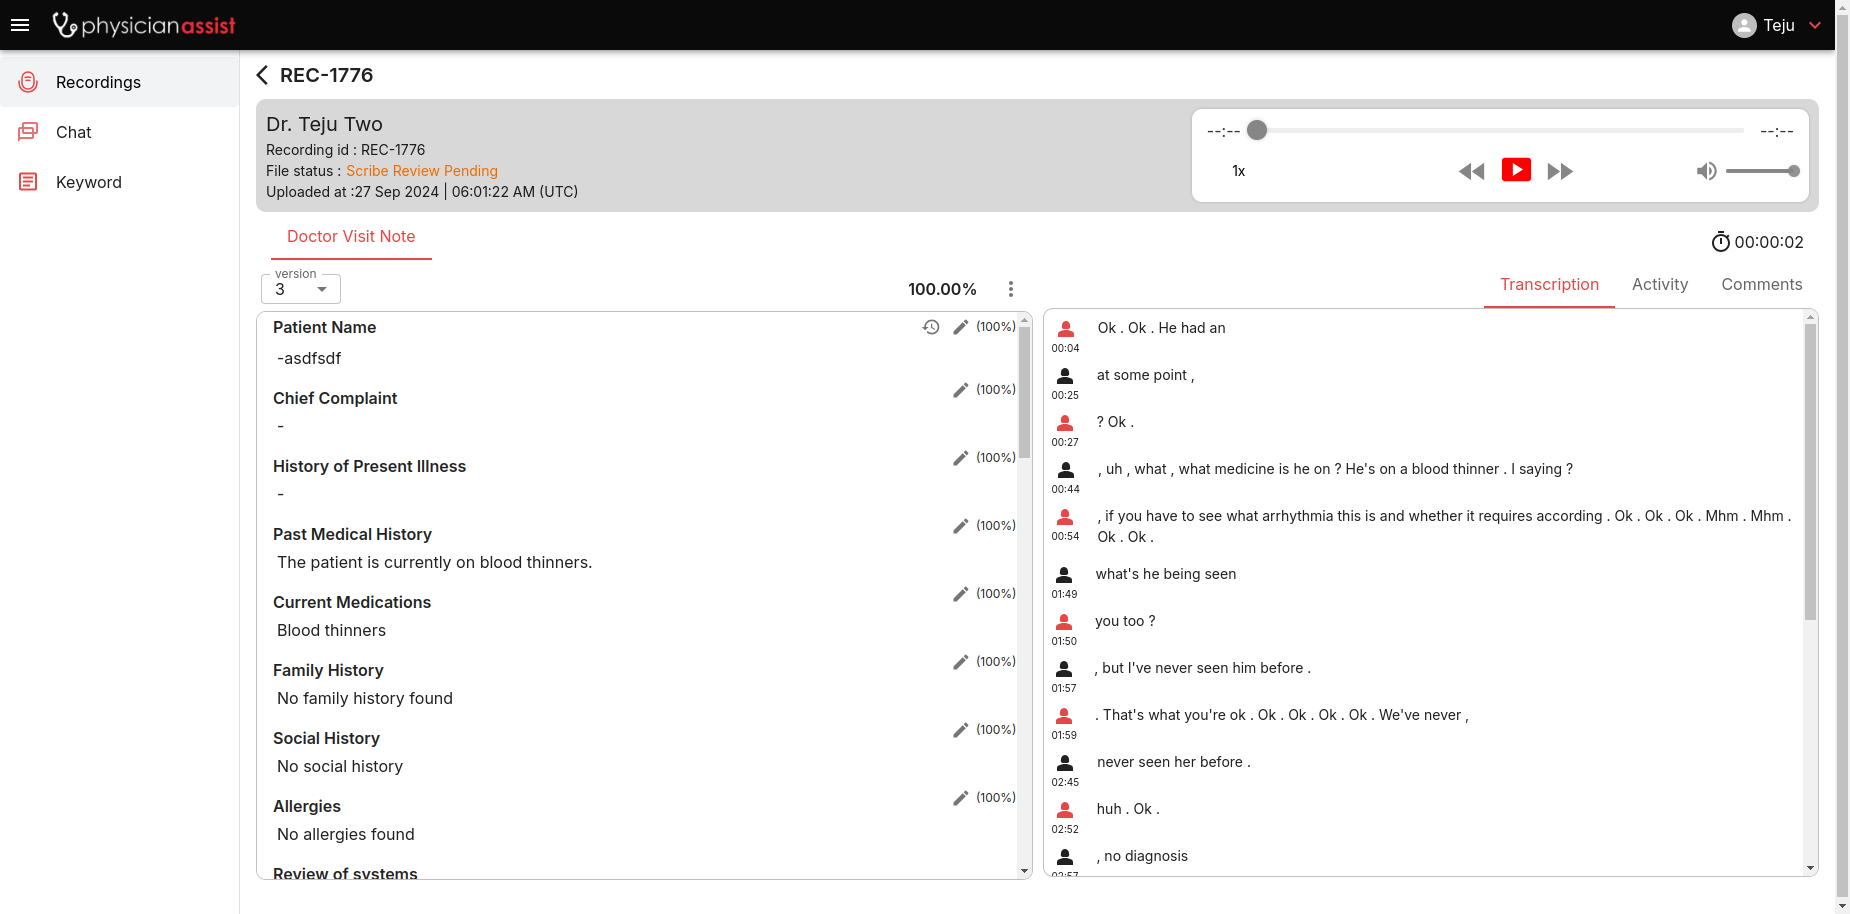 physicianassist
Teju
Recordings
Chat
Keyword
REC-1776
Dr. Teju Two
Recording id : REC-1776
File status : Scribe Review Pending
Uploaded at :27 Sep 2024 | 06:01:22 AM (UTC)
--:--
--:--
1x
Doctor Visit Note
00:00:02
version
3
100.00%
Transcription
Activity
Comments
Patient Name
(100%)
-asdfsdf
Chief Complaint
(100%)
-
History of Present Illness
(100%)
-
Past Medical History
(100%)
The patient is currently on blood thinners.
Current Medications
(100%)
Blood thinners
Family History
(100%)
No family history found
Social History
(100%)
No social history
Allergies
(100%)
No allergies found
Review of systems
Ok . Ok . He had an
00:04
at some point ,
00:25
? Ok .
00:27
, uh , what , what medicine is he on ? He's on a blood thinner . I saying ?
00:44
, if you have to see what arrhythmia this is and whether it requires according . Ok . Ok . Ok . Mhm . Mhm .
Ok . Ok .
00:54
what's he being seen
01:49
you too ?
01:50
, but I've never seen him before .
01:57
. That's what you're ok . Ok . Ok . Ok . Ok . We've never ,
01:59
never seen her before .
02:45
huh . Ok .
02:52
, no diagnosis
02:57